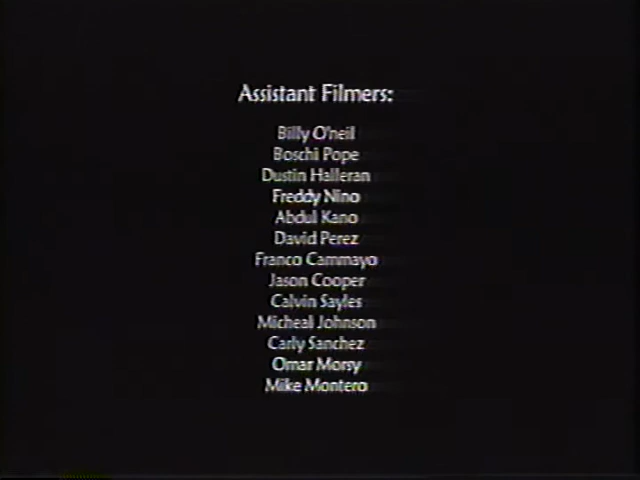 Assistant Filmers:
Billy O'neil
Boschi Pope
Dustin Halleran
Freddy Nino
Abdul Kano
David Perez
Franco Cammayo
Jason Cooper
Calvin Sayles
Micheal Johnson
Carly Sanchez
Omar Morsy
Mike Montero